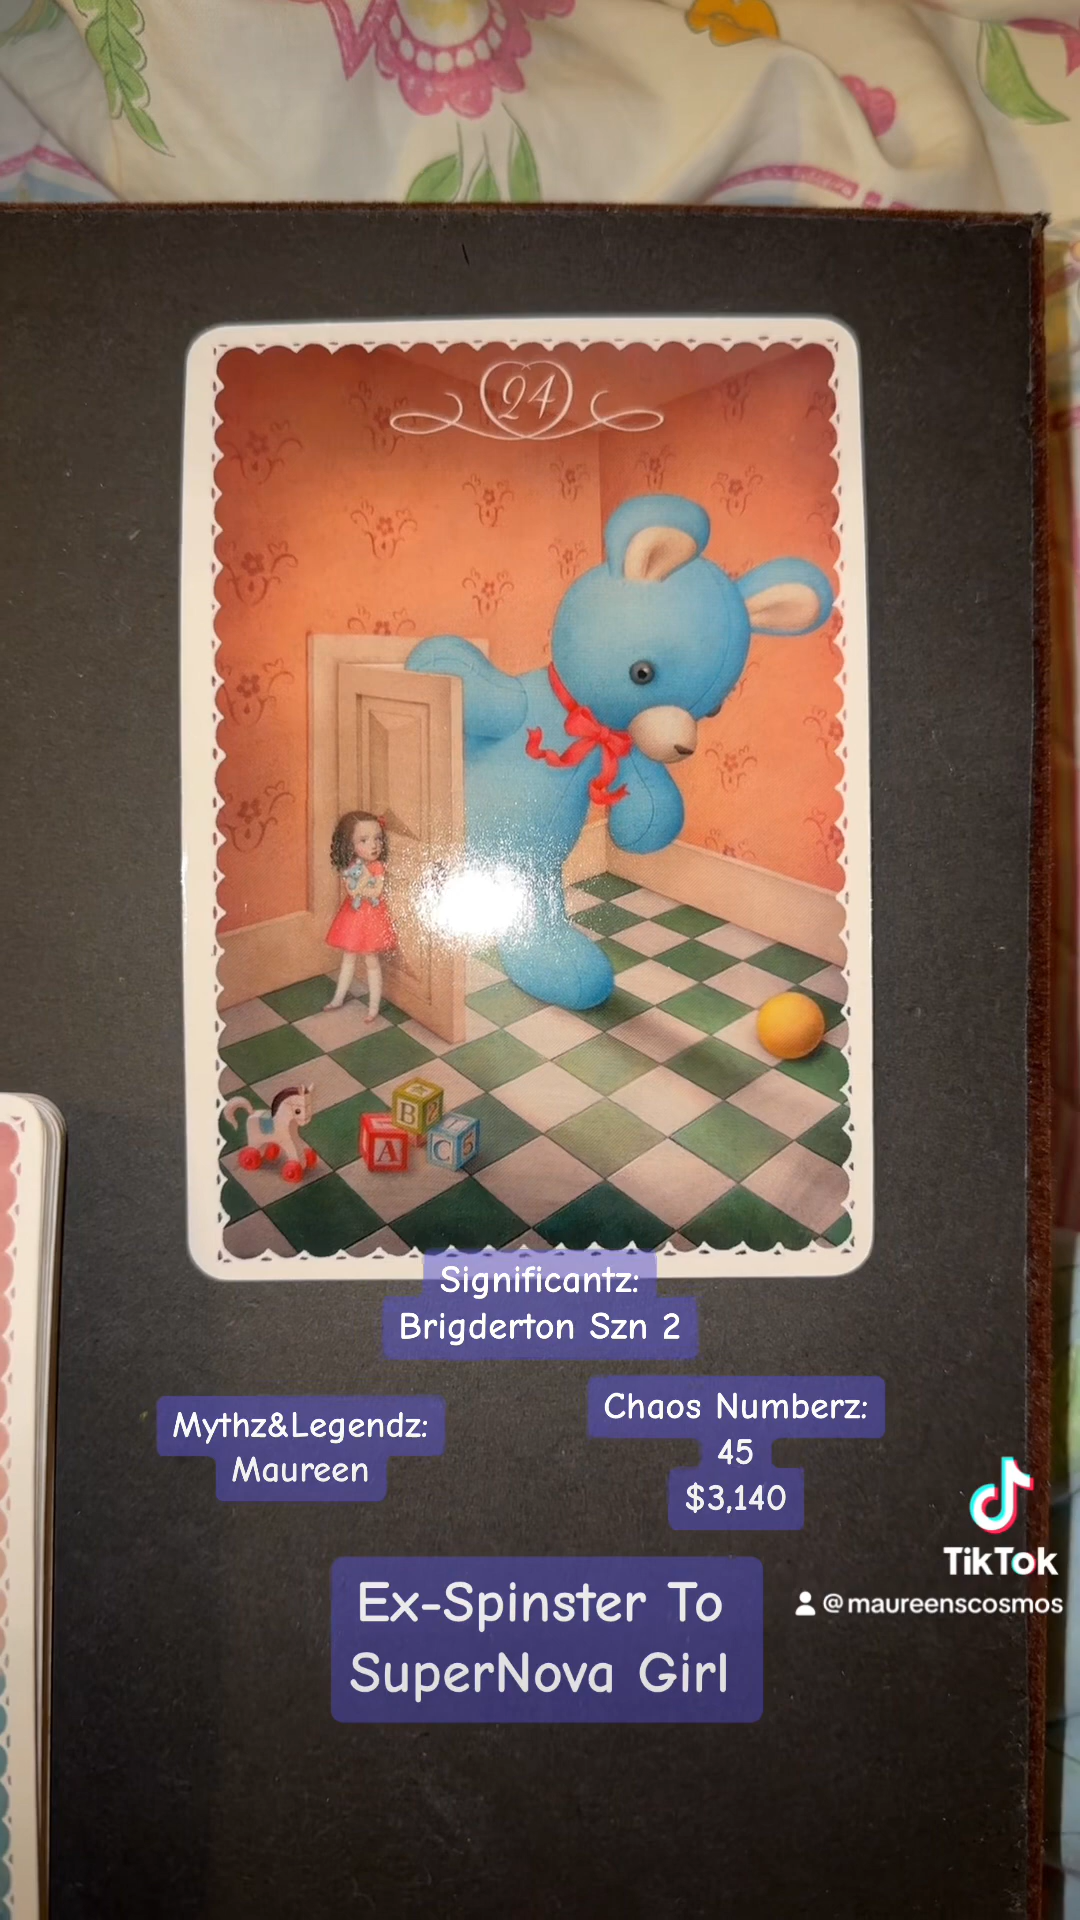 24
B
A
C
5
Significantz:
Brigderton Szn 2
Mythz&Legendz:
Maureen
Chaos Numberz:
45
$3,140
Ex-Spinster To
SuperNova Girl
TikTok
@maureenscosmos